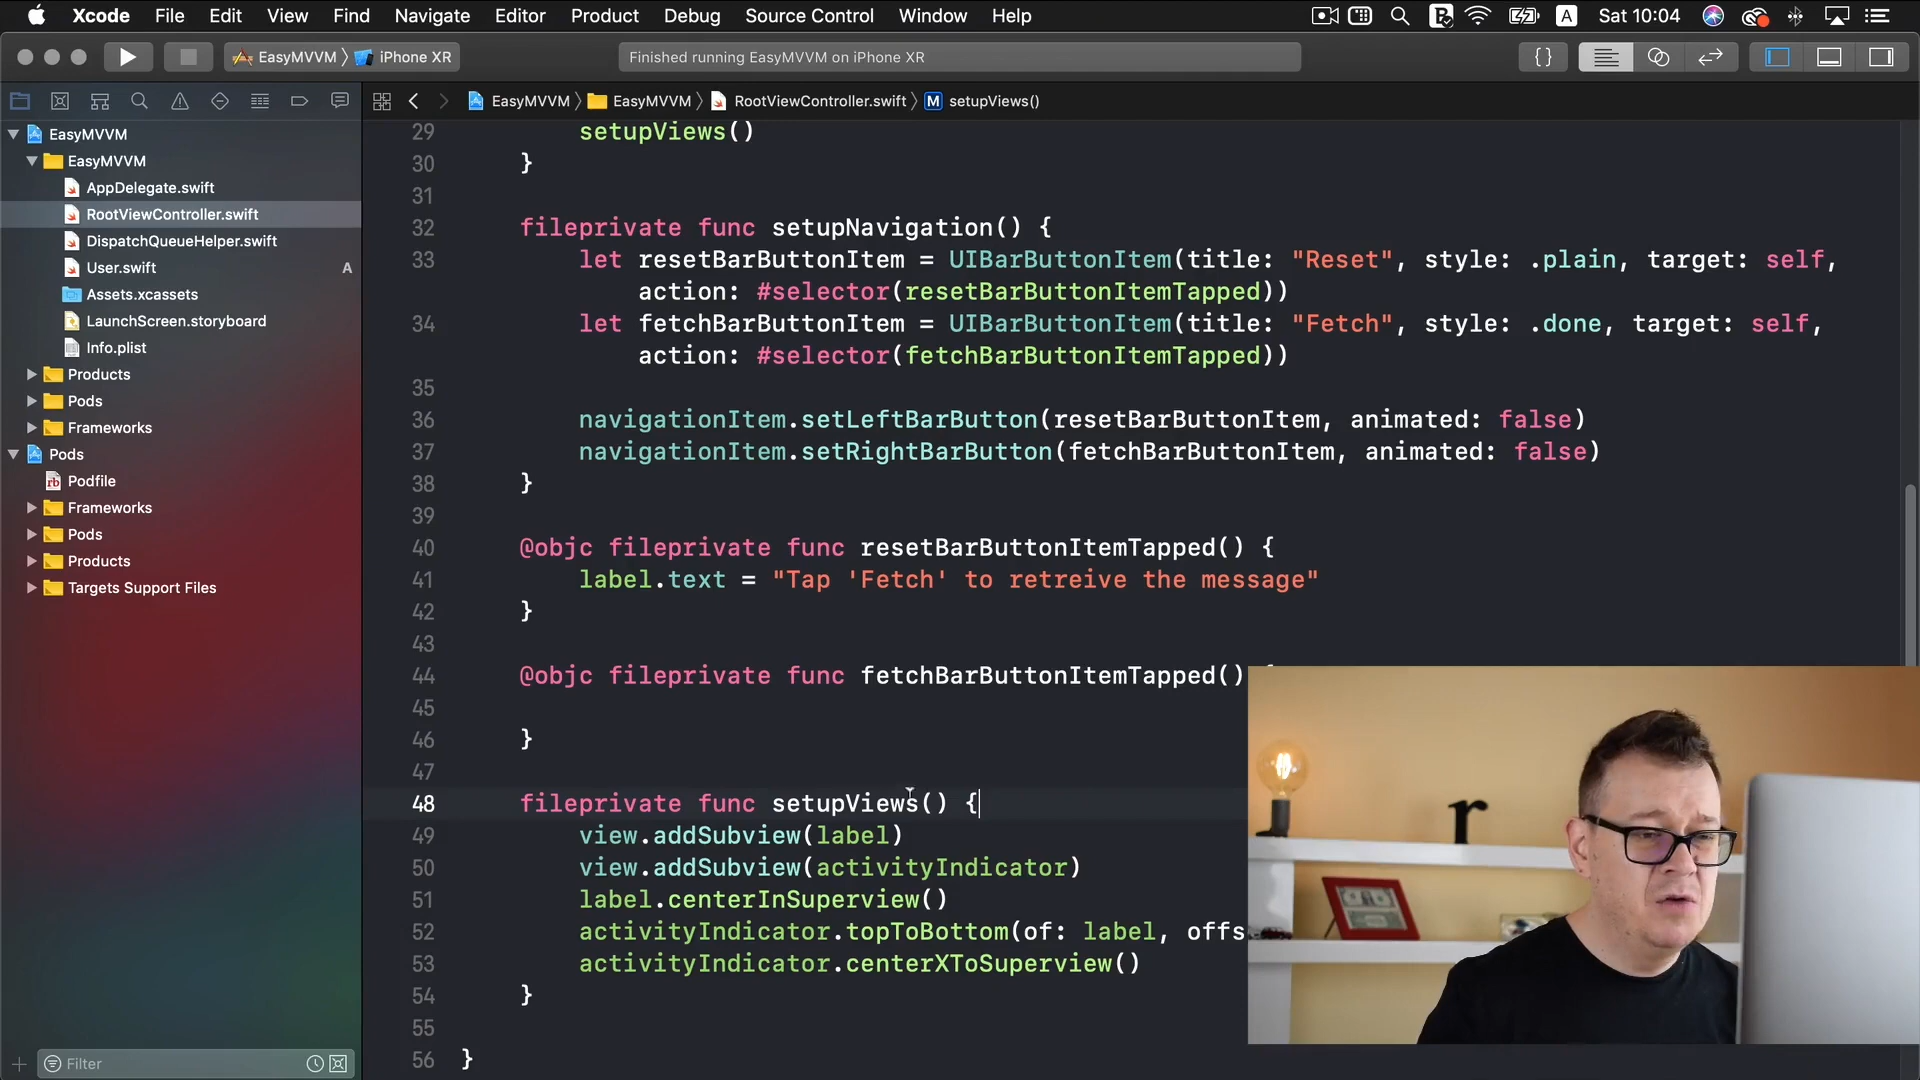 Xcode File Edit View Find Navigate Editor Product Debug Source Control Window Help A Sat 10:04
EasyMVVM iPhone XR Finished running EasyMVVM on iPhone XR {}
EasyMVVM EasyMVVM RootViewController.swift M setupViews()
EasyMVVM
EasyMVVM
AppDelegate.swift
RootViewController.swift
DispatchQueueHelper.swift
User.swift A
Assets.xcassets
LaunchScreen.storyboard
Info.plist
Products
Pods
Frameworks
Pods
Podfile
Frameworks
Pods
Products
Targets Support Files
Filter
29 setupViews()
30 }
31
32 fileprivate func setupNavigation() {
33 let resetBarButtonItem = UIBarButtonItem(title: "Reset", style: .plain, target: self,
action: #selector(resetBarButtonItemTapped))
34 let fetchBarButtonItem = UIBarButtonItem(title: "Fetch", style: .done, target: self,
action: #selector(fetchBarButtonItemTapped))
35
36 navigationItem.setLeftBarButton(resetBarButtonItem, animated: false)
37 navigationItem.setRightBarButton(fetchBarButtonItem, animated: false)
38 }
39
40 @objc fileprivate func resetBarButtonItemTapped() {
41 label.text = "Tap 'Fetch' to retreive the message"
42 }
43
44 @objc fileprivate func fetchBarButtonItemTapped()
45
46 }
47
48 fileprivate func setupViews() {
49 view.addSubview(label)
50 view.addSubview(activityIndicator)
51 label.centerInSuperview()
52 activityIndicator.topToBottom(of: label, offs
53 activityIndicator.centerXToSuperview()
54 }
55
56 }
r